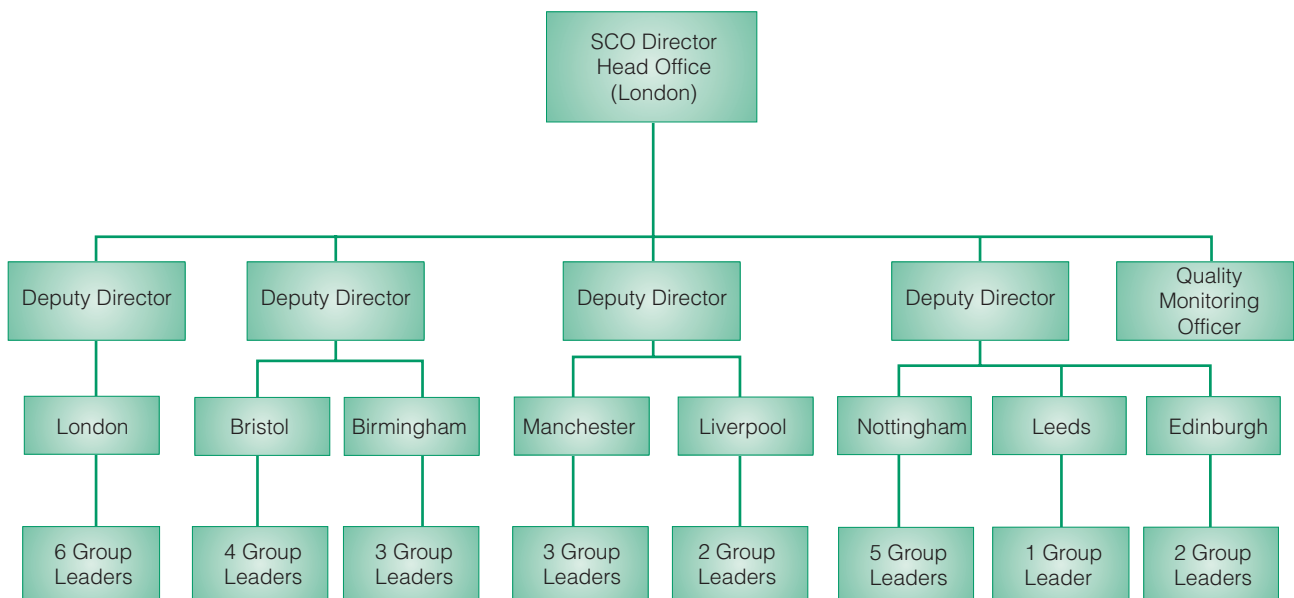 SCO Director
Head Office
(London)
Deputy Director
Deputy Director
Deputy Director
Deputy Director
Quality
Monitoring
Officer
London
Bristol
Birmingham
Manchester
Liverpool
Nottingham
Leeds
Edinburgh
6 Group
Leaders
4 Group
Leaders
3 Group
Leaders
3 Group
Leaders
2 Group
Leaders
5 Group
Leaders
1 Group
Leader
2 Group
Leaders